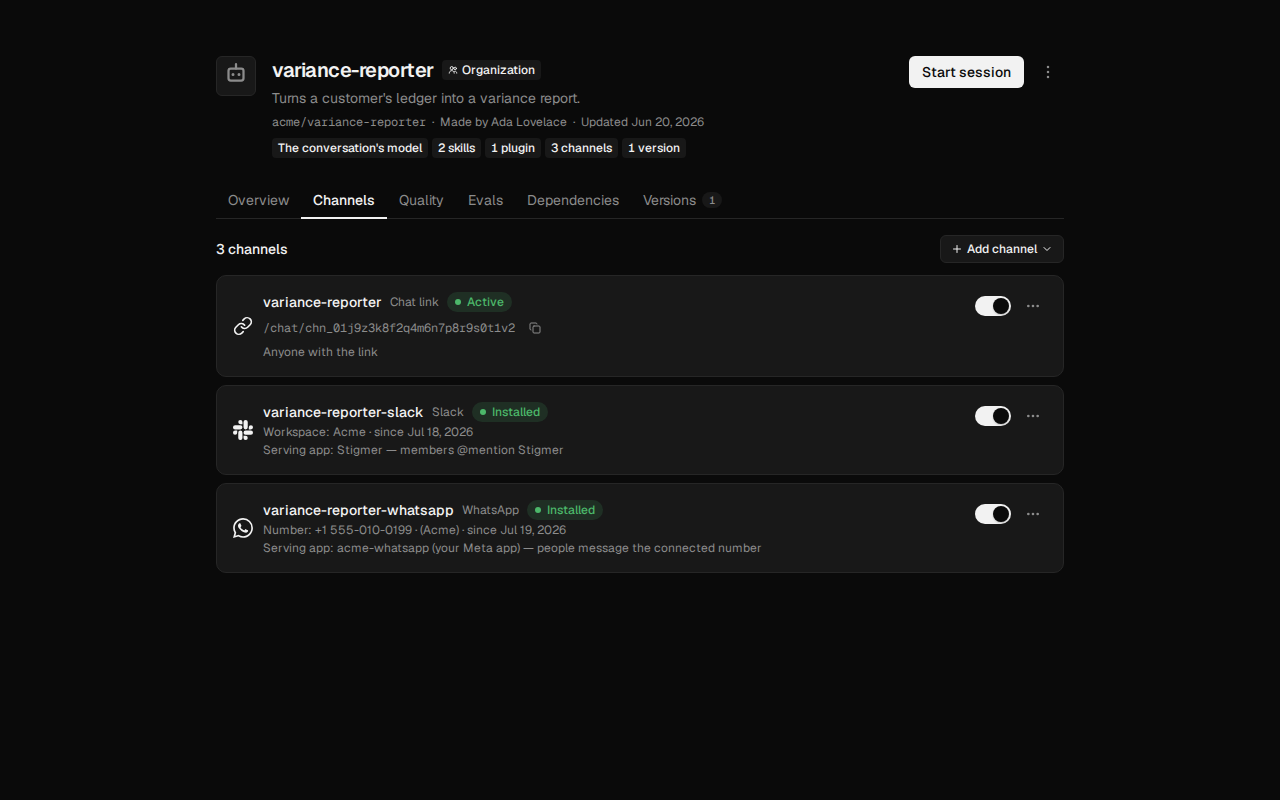 variance-reporter Organization
Start session
Turns a customer's ledger into a variance report.
acme/variance-reporter · Made by Ada Lovelace · Updated Jun 20, 2026
The conversation's model 2 skills 1 plugin 3 channels 1 version
Overview Channels Quality Evals Dependencies Versions 1
3 channels
Add channel
variance-reporter Chat link Active
/chat/chn_01j9z3k8f2q4m6n7p8r9s0t1v2
Anyone with the link
variance-reporter-slack Slack Installed
Workspace: Acme · since Jul 18, 2026
Serving app: Stigmer — members @mention Stigmer
variance-reporter-whatsapp WhatsApp Installed
Number: +1 555-010-0199 · (Acme) · since Jul 19, 2026
Serving app: acme-whatsapp (your Meta app) — people message the connected number